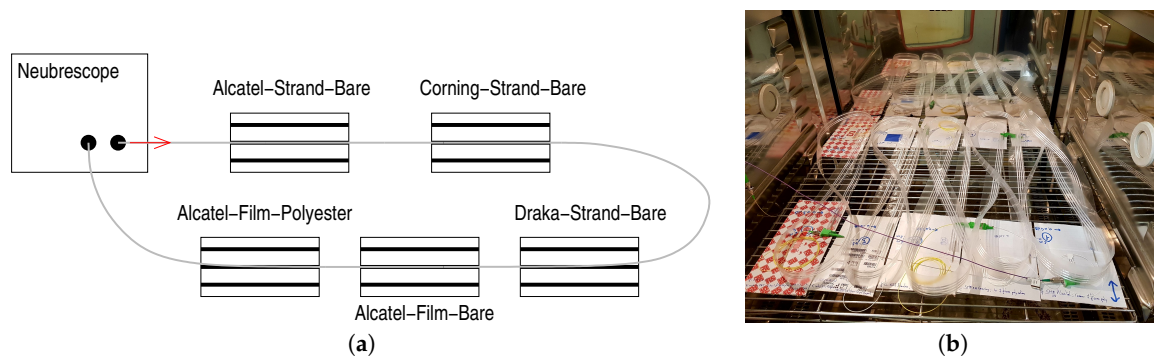 Neubrescope
Alcatel–Strand–Bare
Corning–Strand–Bare
Alcatel–Film–Polyester
Draka–Strand–Bare
Alcatel–Film–Bare
(a)
(b)